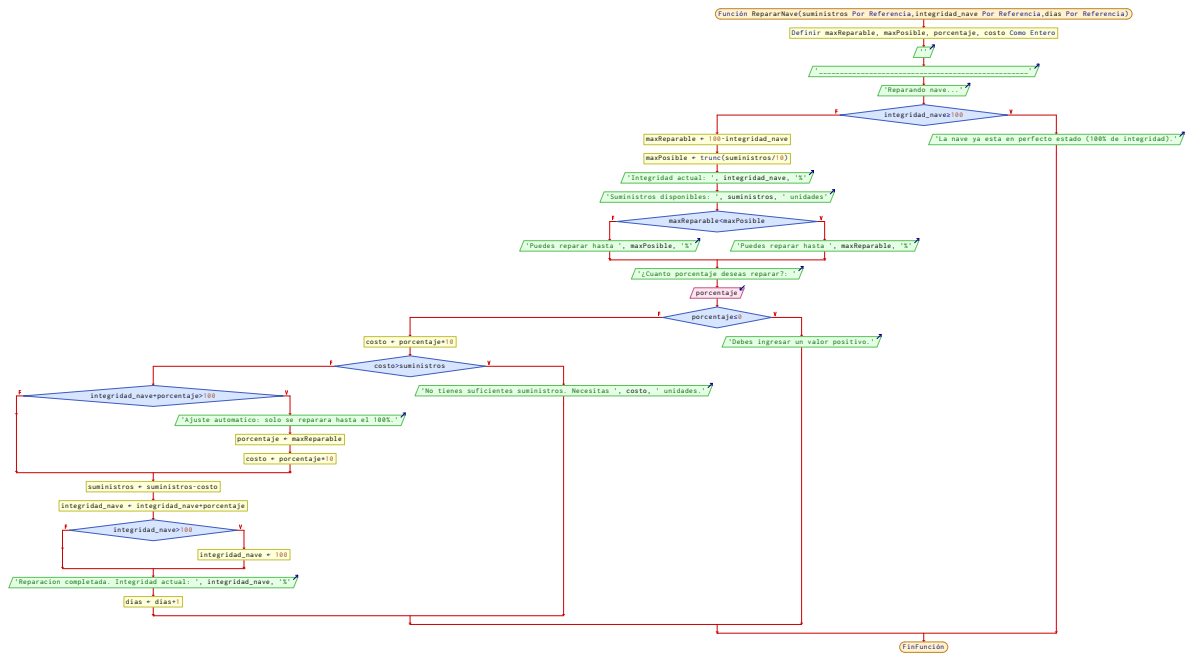 Función RepararNave(suministros Por Referencia,integridad_nave Por Referencia,dias Por Referencia)
Definir maxReparable, maxPosible, porcentaje, costo Como Entero
''
'__________________________________________________'
'Reparando nave...'
integridad_nave≥100
F
V
maxReparable ← 100-integridad_nave
'La nave ya esta en perfecto estado (100% de integridad).'
maxPosible ← trunc(suministros/10)
'Integridad actual: ', integridad_nave, '%'
'Suministros disponibles: ', suministros, ' unidades'
maxReparable<maxPosible
F
V
'Puedes reparar hasta ', maxPosible, '%'
'Puedes reparar hasta ', maxReparable, '%'
'¿Cuanto porcentaje deseas reparar?: '
porcentaje
porcentaje≤0
F
V
costo ← porcentaje*10
'Debes ingresar un valor positivo.'
costo>suministros
F
V
integridad_nave+porcentaje>100
F
V
'No tienes suficientes suministros. Necesitas ', costo, ' unidades.'
'Ajuste automatico: solo se reparara hasta el 100%.'
porcentaje ← maxReparable
costo ← porcentaje*10
suministros ← suministros-costo
integridad_nave ← integridad_nave+porcentaje
integridad_nave>100
F
V
integridad_nave ← 100
'Reparacion completada. Integridad actual: ', integridad_nave, '%'
dias ← dias+1
FinFunción